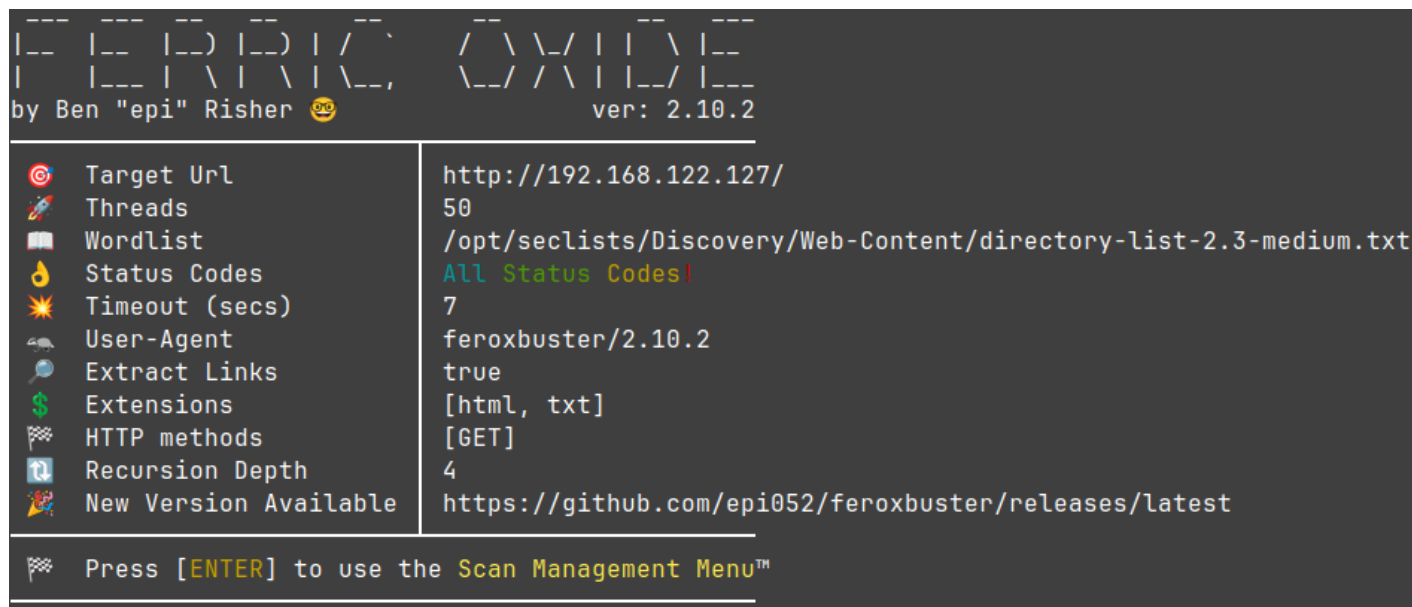 FERRIC OXIDE
by Ben "epi" Risher 🤓 ver: 2.10.2
🎯 Target Url http://192.168.122.127/
🚀 Threads 50
📖 Wordlist /opt/seclists/Discovery/Web-Content/directory-list-2.3-medium.txt
👌 Status Codes All Status Codes!
💥 Timeout (secs) 7
🦡 User-Agent feroxbuster/2.10.2
🔎 Extract Links true
💲 Extensions [html, txt]
🏁 HTTP methods [GET]
🔃 Recursion Depth 4
🎉 New Version Available https://github.com/epi052/feroxbuster/releases/latest
🏁 Press [ENTER] to use the Scan Management Menu™